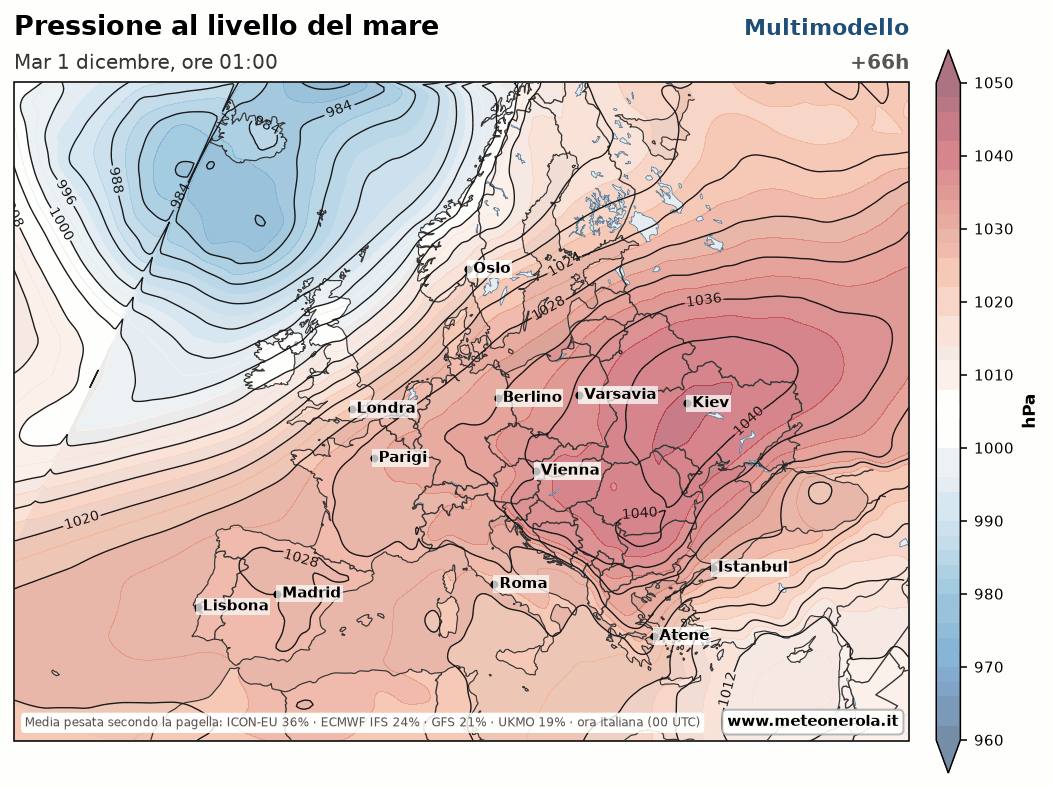 Pressione al livello del mare
Multimodello
Mar 1 dicembre, ore 01:00
+66h
984
984
988
984
996
1000
Oslo
1024
1028
1036
Londra
Berlino
Varsavia
Kiev
1040
Parigi
Vienna
1020
1040
1028
Istanbul
Madrid
Roma
Lisbona
Atene
1012
Media pesata secondo la pagella: ICON-EU 36% · ECMWF IFS 24% · GFS 21% · UKMO 19% · ora italiana (00 UTC)
www.meteonerola.it
1050
1040
1030
1020
1010
1000
990
980
970
960
hPa